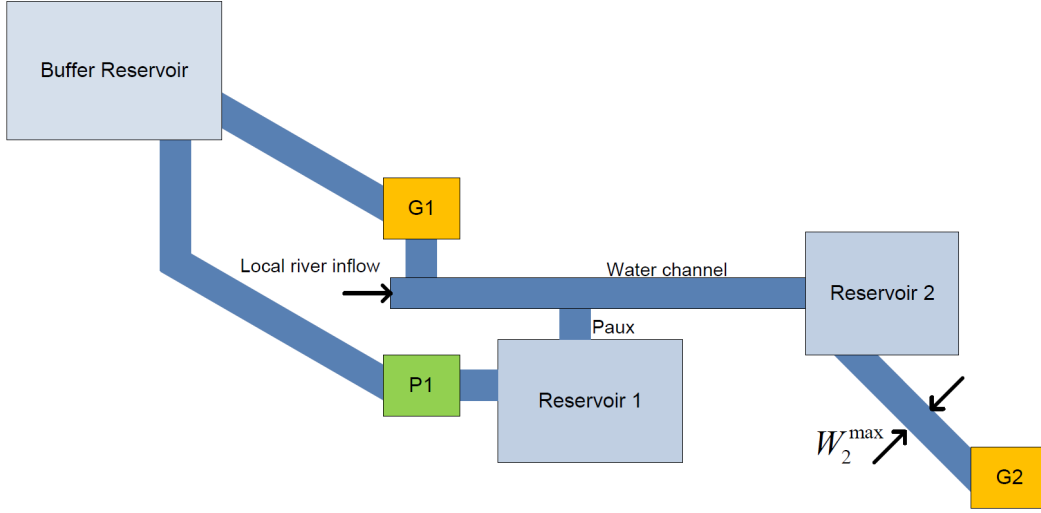 Buffer Reservoir
G1
Local river inflow
Water channel
Reservoir 2
Paux
P1
Reservoir 1
W₂ᵐᵃˣ
G2